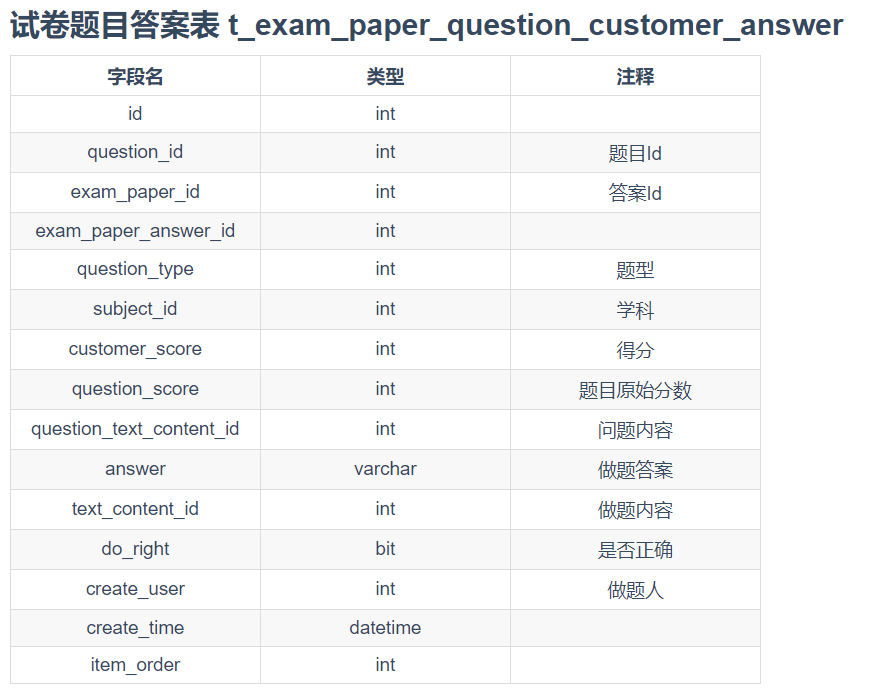 试卷题目答案表 t_exam_paper_question_customer_answer
字段名 类型 注释
id int
question_id int 题目Id
exam_paper_id int 答案Id
exam_paper_answer_id int
question_type int 题型
subject_id int 学科
customer_score int 得分
question_score int 题目原始分数
question_text_content_id int 问题内容
answer varchar 做题答案
text_content_id int 做题内容
do_right bit 是否正确
create_user int 做题人
create_time datetime
item_order int